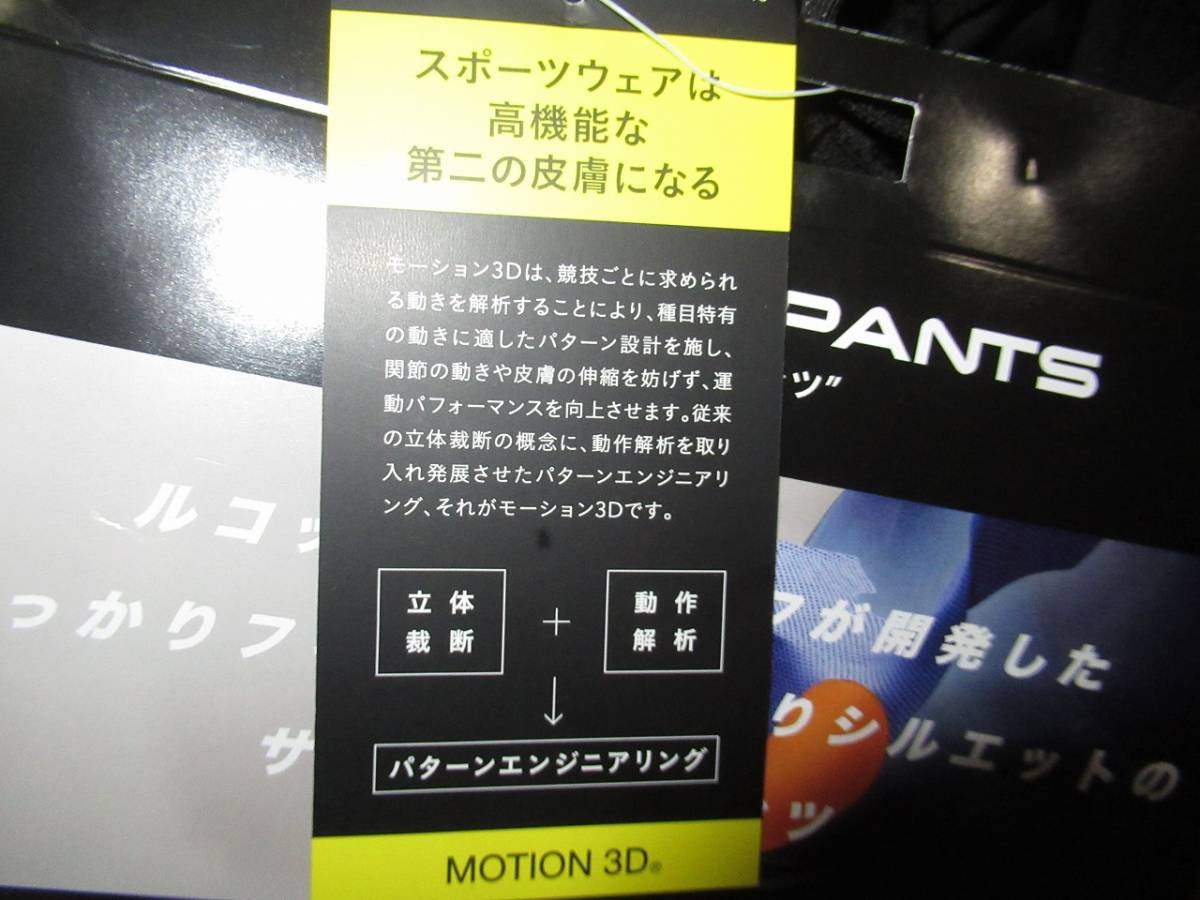 スポーツウェアは
高機能な
第二の皮膚になる
モーション3Dは、競技ごとに求められ
る動きを解析することにより、種目特有
の動きに適したパターン設計を施し、
関節の動きや皮膚の伸縮を妨げず、運
動パフォーマンスを向上させます。従来
の立体裁断の概念に、動作解析を取り
入れ発展させたパターンエンジニアリ
ング、それがモーション3Dです。
立体
裁断
+
動作
解析
パターンエンジニアリング
MOTION 3D®
PANTS
ツ”
ルコッ
っかりフ
サ
フが開発した
りシルエットの
ツ